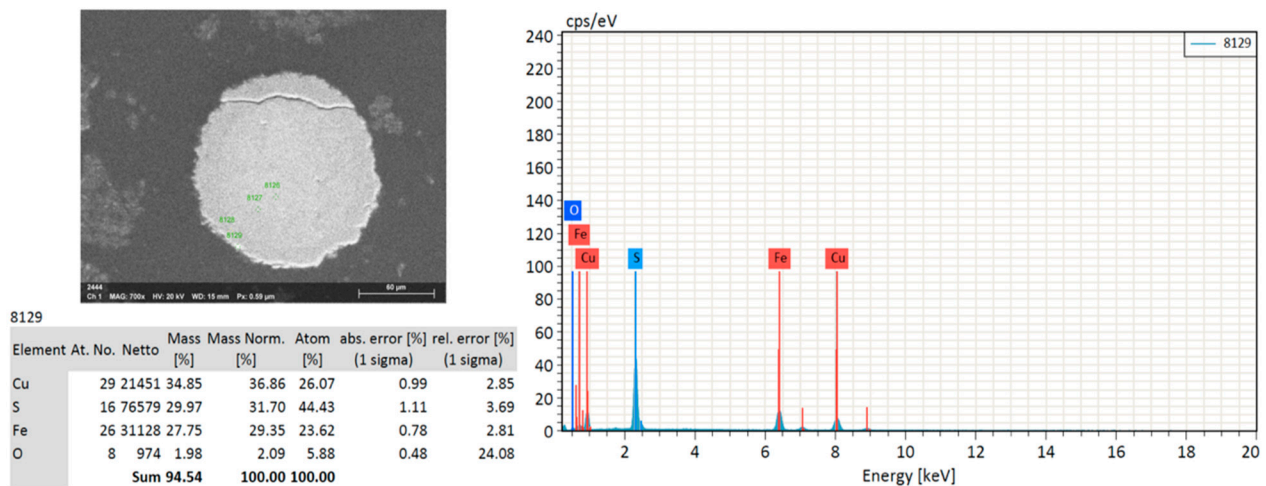 8126
8127
8128
8129
2444
Ch 1 MAG: 700x HV: 20 kV WD: 15 mm Px: 0.59 µm
60 µm
8129
Element At. No. Netto Mass [%] Mass Norm. [%] Atom [%] abs. error [%] (1 sigma) rel. error [%] (1 sigma)
Cu 29 21451 34.85 36.86 26.07 0.99 2.85
S 16 76579 29.97 31.70 44.43 1.11 3.69
Fe 26 31128 27.75 29.35 23.62 0.78 2.81
O 8 974 1.98 2.09 5.88 0.48 24.08
Sum 94.54 100.00 100.00
cps/eV
8129
240
220
200
180
160
140
120
100
80
60
40
20
0
O
Fe
Cu
S
Fe
Cu
2 4 6 8 10 12 14 16 18 20
Energy [keV]